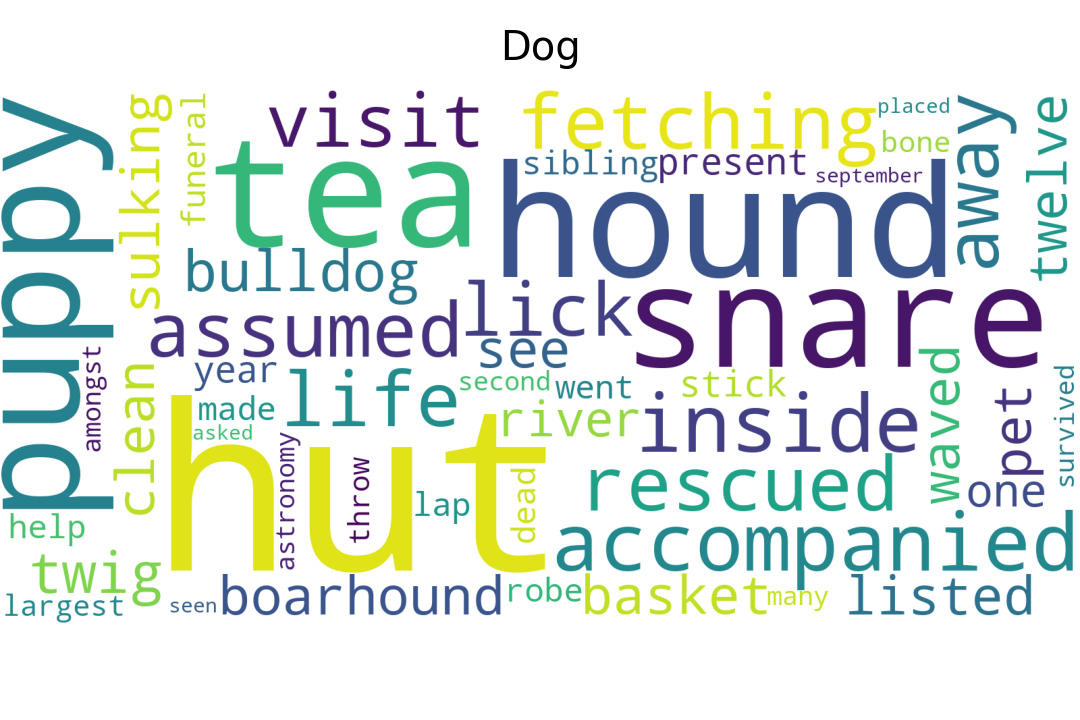 Dog
puppy
sulking
funeral
visit
tea
fetching
placed
bone
sibling
present
september
away
twelve
hound
bulldog
lick
snare
assumed
see
amongst
year
life
second
went
stick
waved
pet
survived
clean
made
asked
river
inside
hut
astronomy
throw
lap
dead
rescued
one
help
accompanied
twig
largest
seen
boarhound
robe
basket
many
listed